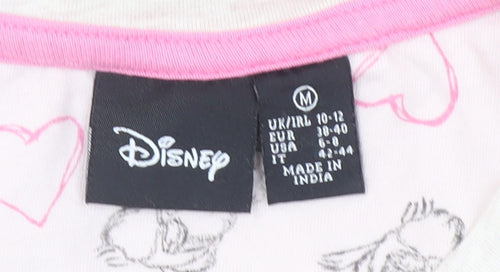 Disney
M
UK/IRL 10-12
EUR 38-40
USA 6-8
IT 42-44
MADE IN
INDIA